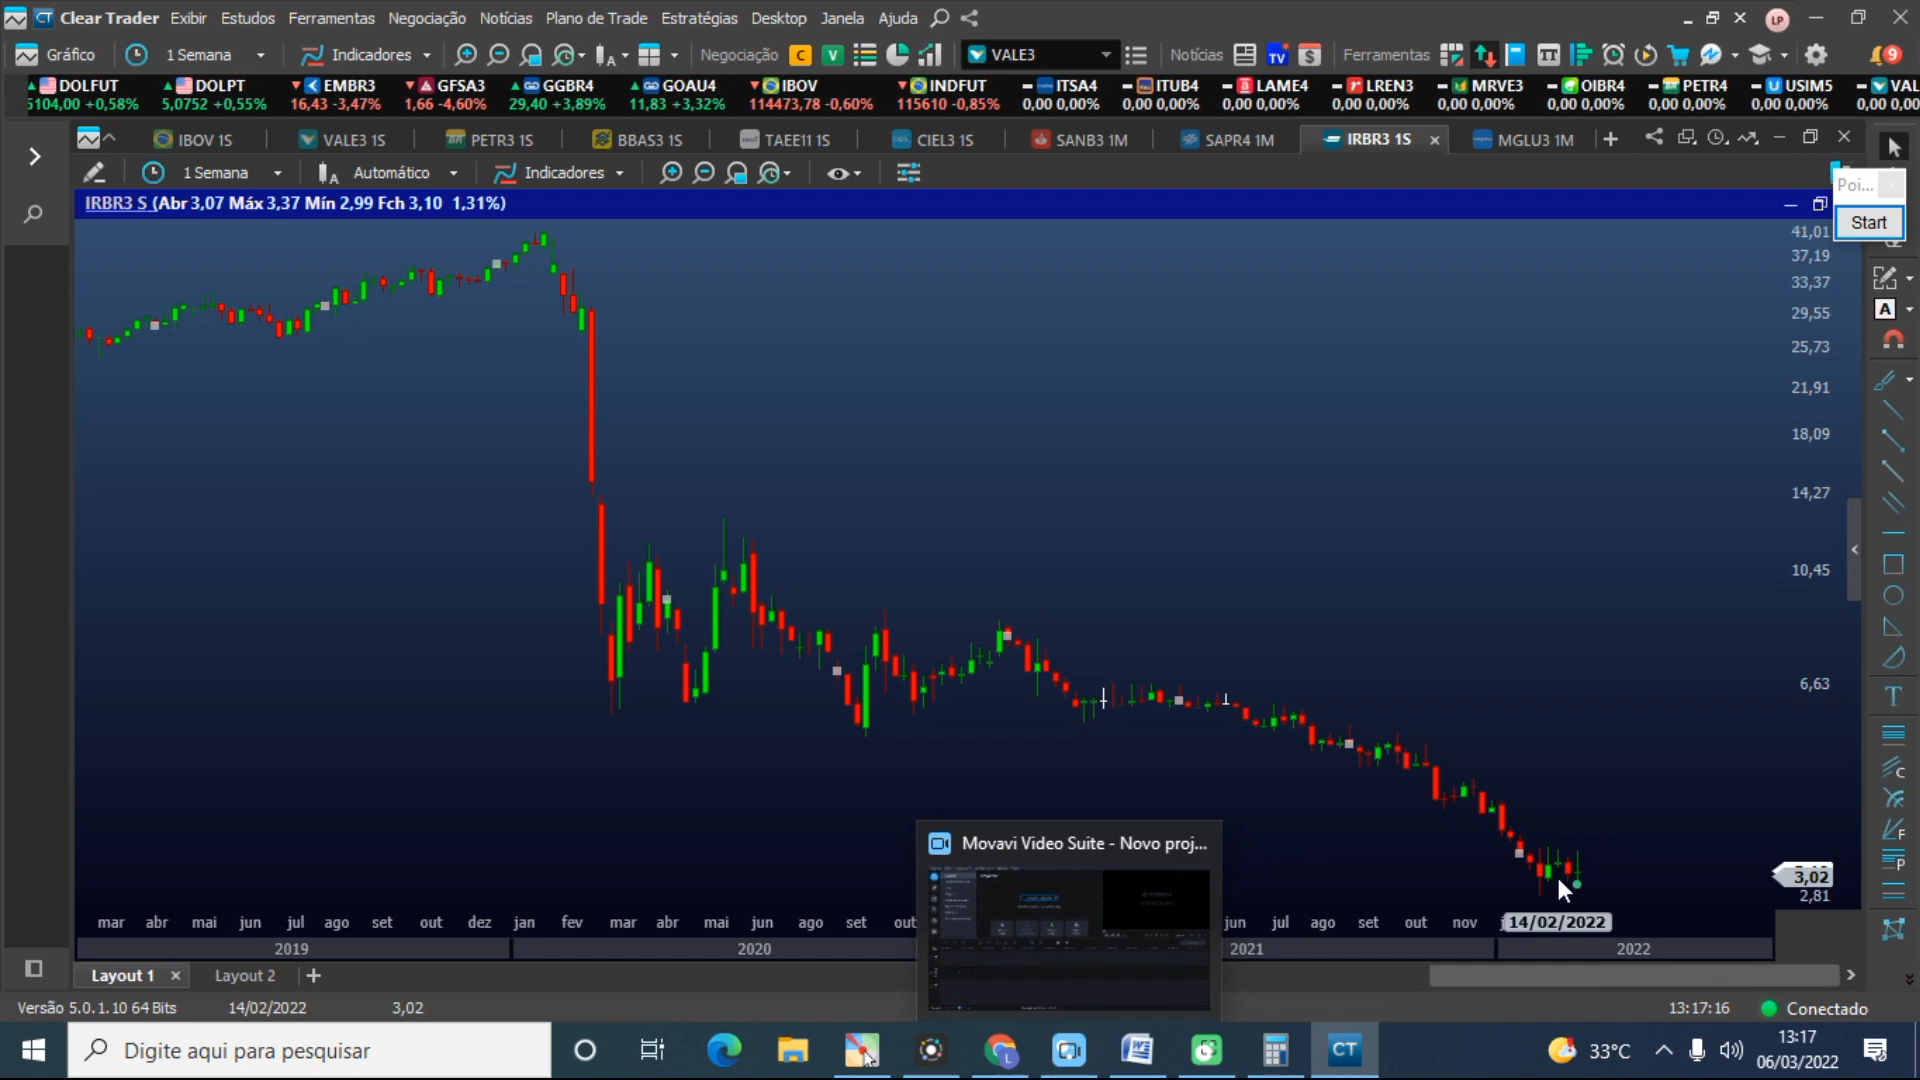 Clear Trader Exibir Estudos Ferramentas Negociação Notícias Plano de Trade Estratégias Desktop Janela Ajuda LP
Gráfico 1 Semana Indicadores Negociação C V VALE3 Notícias Ferramentas 9
DOLFUT DOLPT EMBR3 GFSA3 GGBR4 GOAU4 IBOV INDFUT ITSA4 ITUB4 LAME4 LREN3 MRVE3 OIBR4 PETR4 USIM5 VAL
5104,00 +0,58% 5,0752 +0,55% 16,43 -3,47% 1,66 -4,60% 29,40 +3,89% 11,83 +3,32% 114473,78 -0,60% 115610 -0,85% 0,00 0,00% 0,00 0,00% 0,00 0,00% 0,00 0,00% 0,00 0,00% 0,00 0,00% 0,00 0,00% 0,00 0,00% 0,00 0,0
IBOV 1S VALE3 1S PETR3 1S BBAS3 1S TAEE11 1S CIEL3 1S SANB3 1M SAPR4 1M IRBR3 1S MGLU3 1M
1 Semana Automático Indicadores
Poi...
Start
IRBR3 S (Abr 3,07 Máx 3,37 Mín 2,99 Fch 3,10 1,31%)
41,01
37,19
33,37
29,55
25,73
21,91
18,09
14,27
10,45
6,63
3,02
2,81
Movavi Video Suite - Novo proj...
mar abr mai jun jul ago set out dez jan fev mar abr mai jun jul ago set out jun jul ago set out nov 14/02/2022
2019 2020 2021 2022
Layout 1 Layout 2
Versão 5.0.1.10 64 Bits 14/02/2022 3,02 13:17:16 Conectado
Digite aqui para pesquisar CT 33°C 13:17
06/03/2022